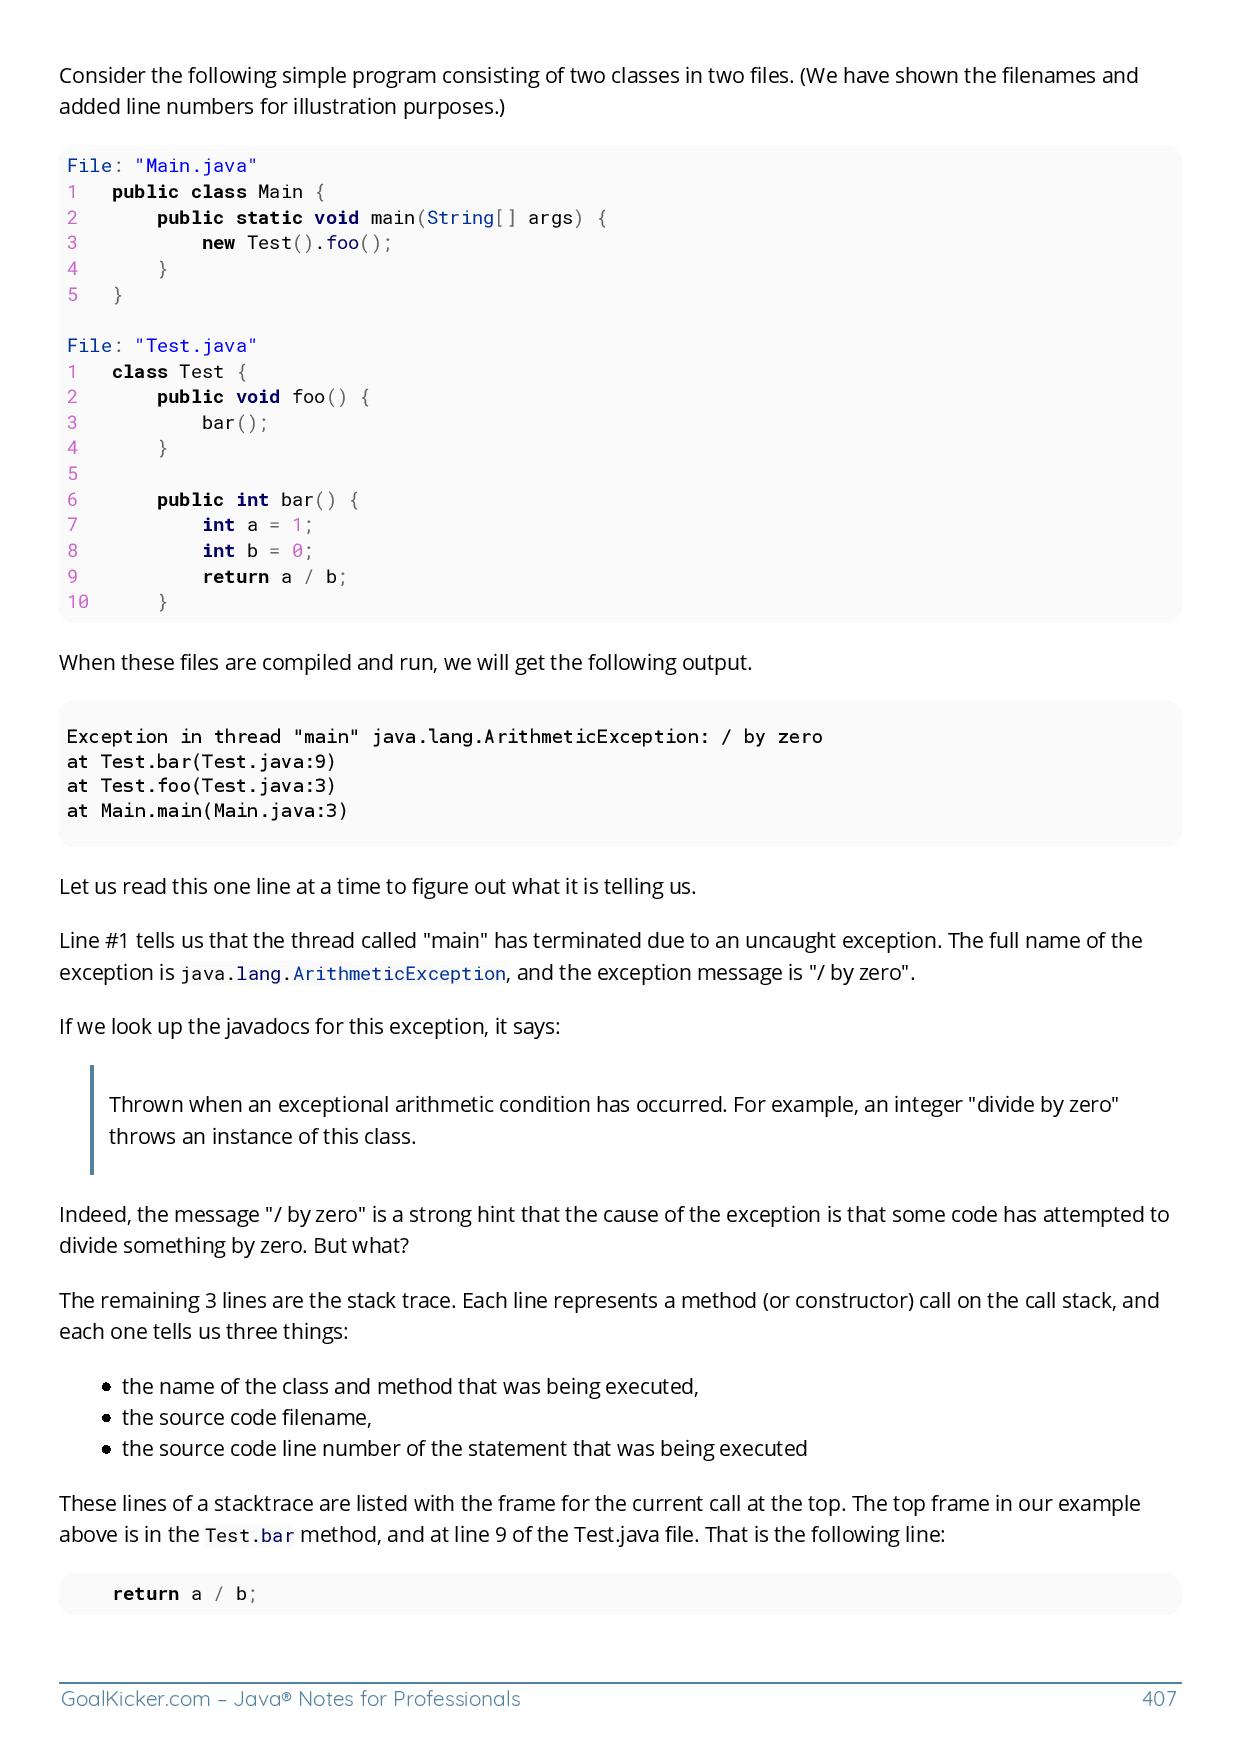 Consider the following simple program consisting of two classes in two files. (We have shown the filenames and
added line numbers for illustration purposes.)
File: "Main.java"
1   public class Main {
2       public static void main(String[] args) {
3           new Test().foo();
4       }
5   }
File: "Test.java"
1   class Test {
2       public void foo() {
3           bar();
4       }
5
6       public int bar() {
7           int a = 1;
8           int b = 0;
9           return a / b;
10      }
When these files are compiled and run, we will get the following output.
Exception in thread "main" java.lang.ArithmeticException: / by zero
at Test.bar(Test.java:9)
at Test.foo(Test.java:3)
at Main.main(Main.java:3)
Let us read this one line at a time to figure out what it is telling us.
Line #1 tells us that the thread called "main" has terminated due to an uncaught exception. The full name of the
exception is java.lang.ArithmeticException, and the exception message is "/ by zero".
If we look up the javadocs for this exception, it says:
Thrown when an exceptional arithmetic condition has occurred. For example, an integer "divide by zero"
throws an instance of this class.
Indeed, the message "/ by zero" is a strong hint that the cause of the exception is that some code has attempted to
divide something by zero. But what?
The remaining 3 lines are the stack trace. Each line represents a method (or constructor) call on the call stack, and
each one tells us three things:
● the name of the class and method that was being executed,
● the source code filename,
● the source code line number of the statement that was being executed
These lines of a stacktrace are listed with the frame for the current call at the top. The top frame in our example
above is in the Test.bar method, and at line 9 of the Test.java file. That is the following line:
return a / b;
GoalKicker.com – Java® Notes for Professionals 407